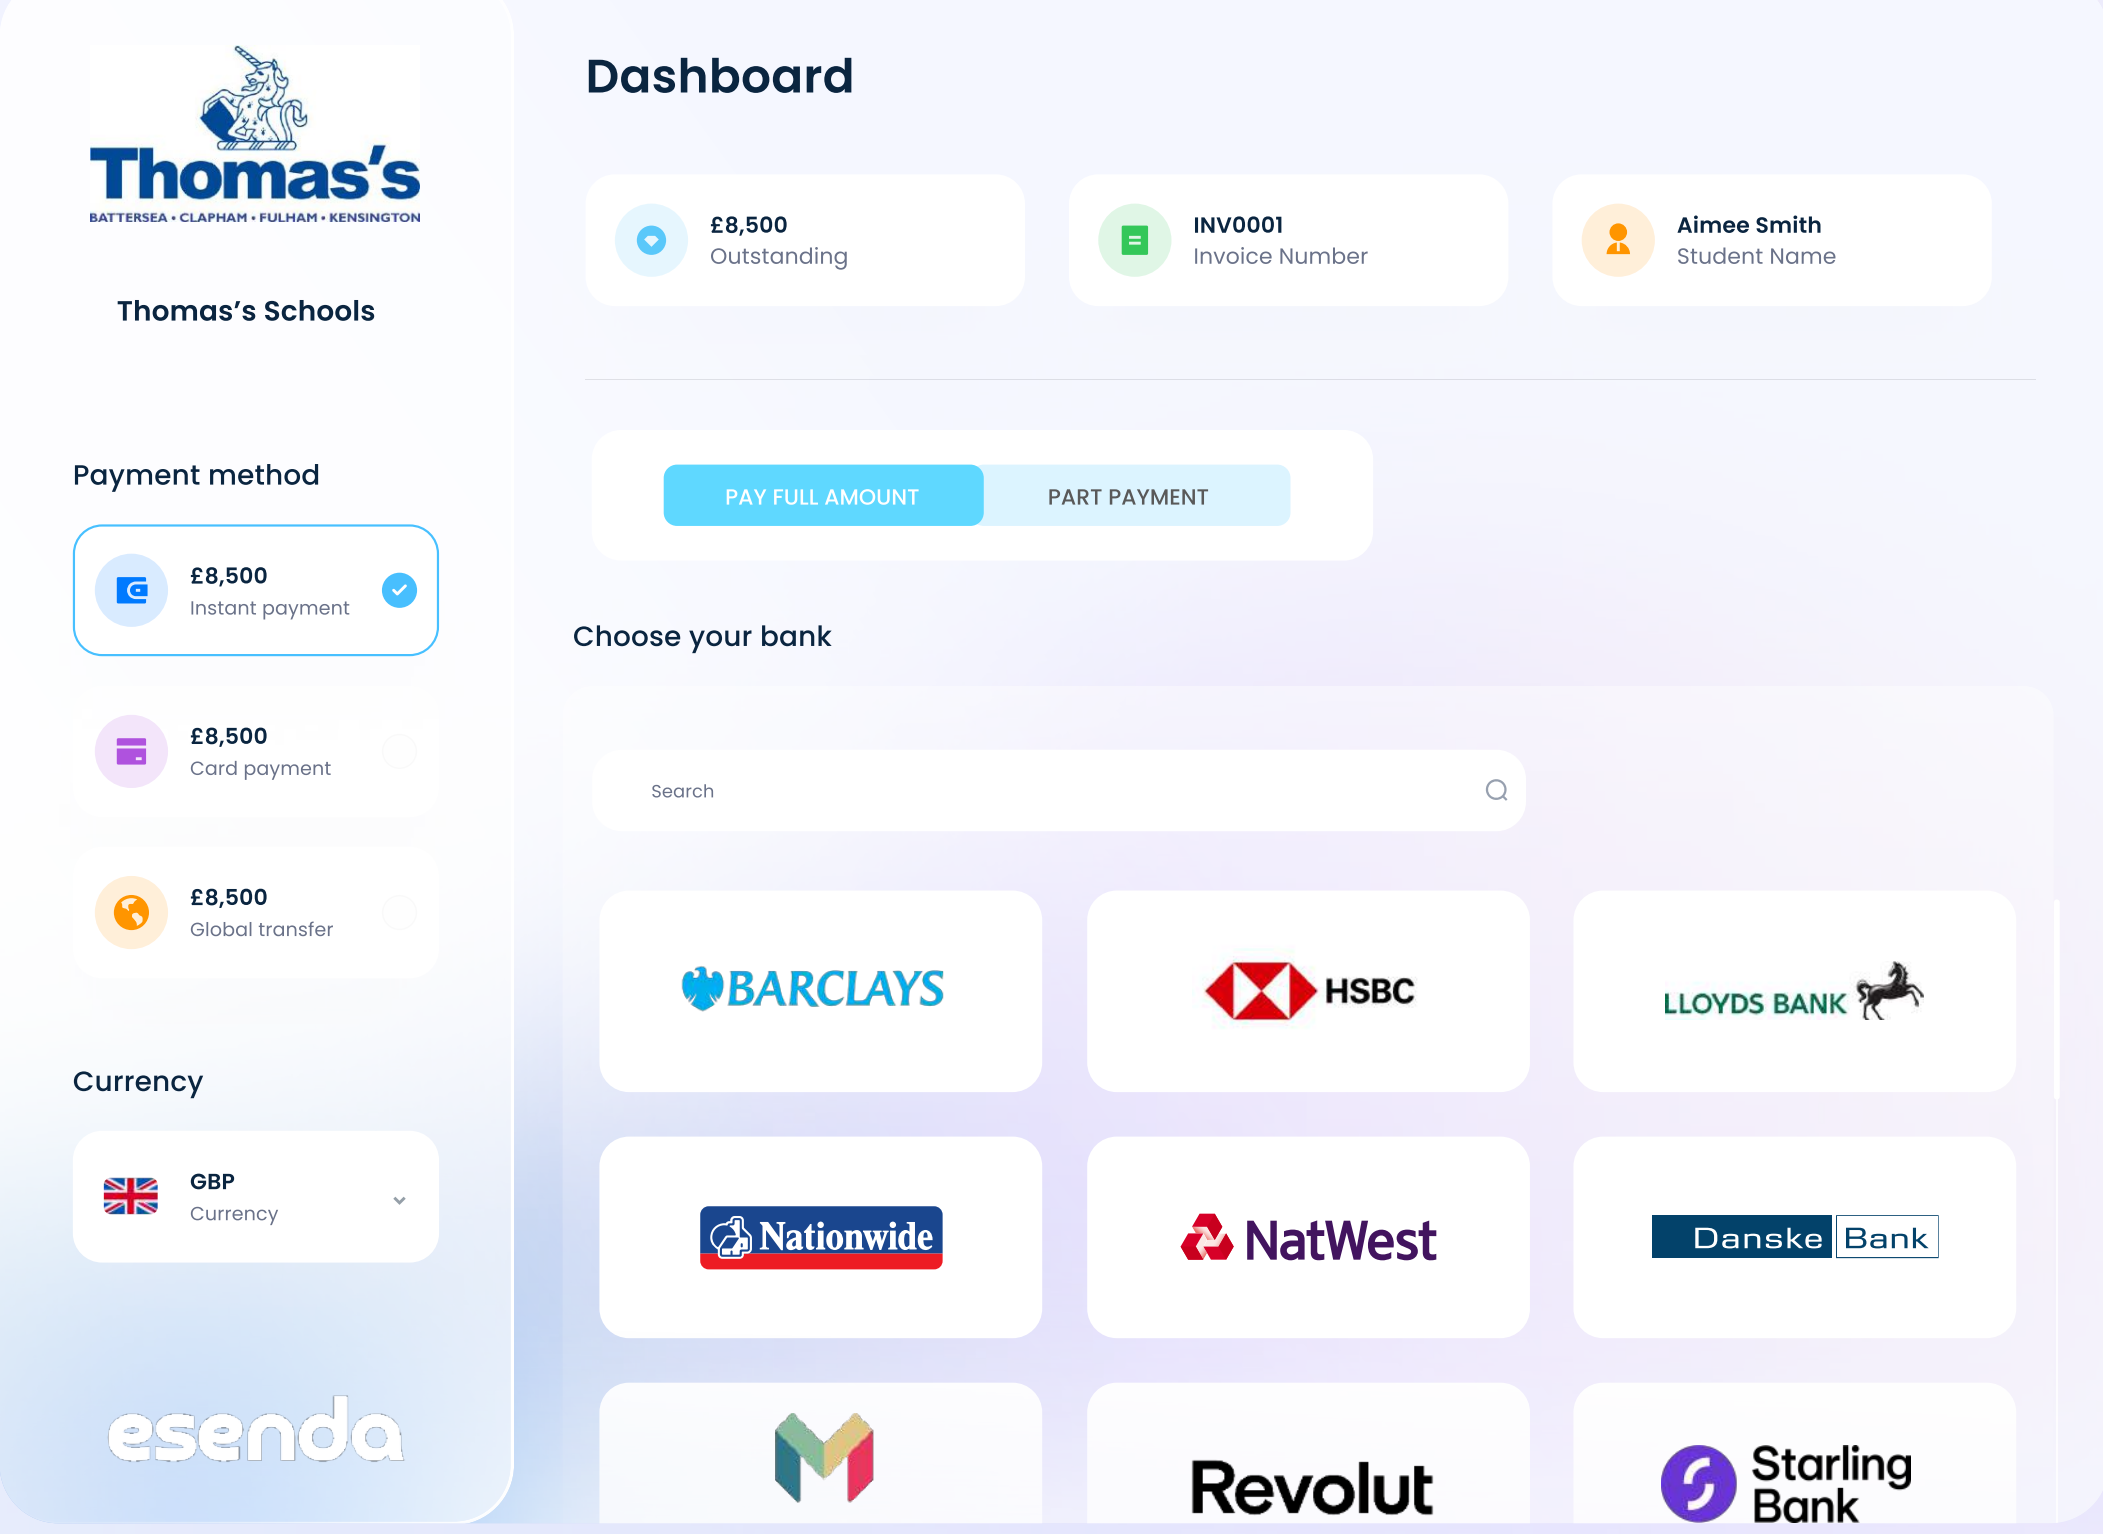 Thomas's
BATTERSEA • CLAPHAM • FULHAM • KENSINGTON
Thomas’s Schools
Payment method
£8,500
Instant payment
£8,500
Card payment
£8,500
Global transfer
Currency
GBP
Currency
esenda
Dashboard
£8,500
Outstanding
INV0001
Invoice Number
Aimee Smith
Student Name
PAY FULL AMOUNT
PART PAYMENT
Choose your bank
Search
BARCLAYS
HSBC
LLOYDS BANK
Nationwide
NatWest
Danske Bank
Revolut
Starling
Bank